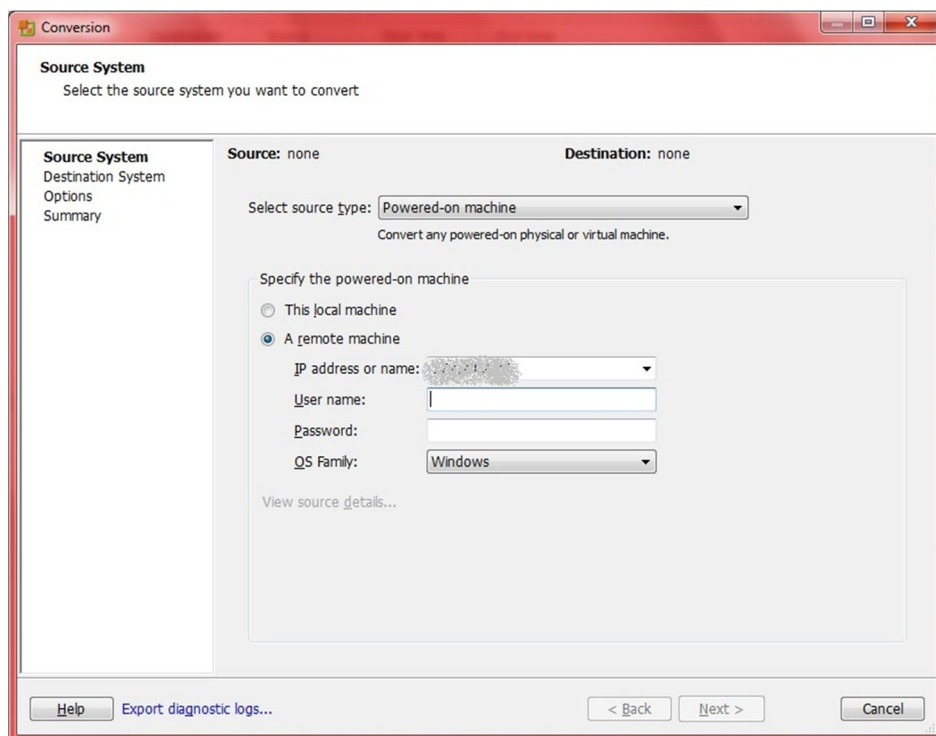 Conversion
Source System
Select the source system you want to convert
Source System
Destination System
Options
Summary
Source: none Destination: none
Select source type: Powered-on machine
Convert any powered-on physical or virtual machine.
Specify the powered-on machine
This local machine
A remote machine
IP address or name:
User name:
Password:
OS Family: Windows
View source details...
Help Export diagnostic logs... < Back Next > Cancel